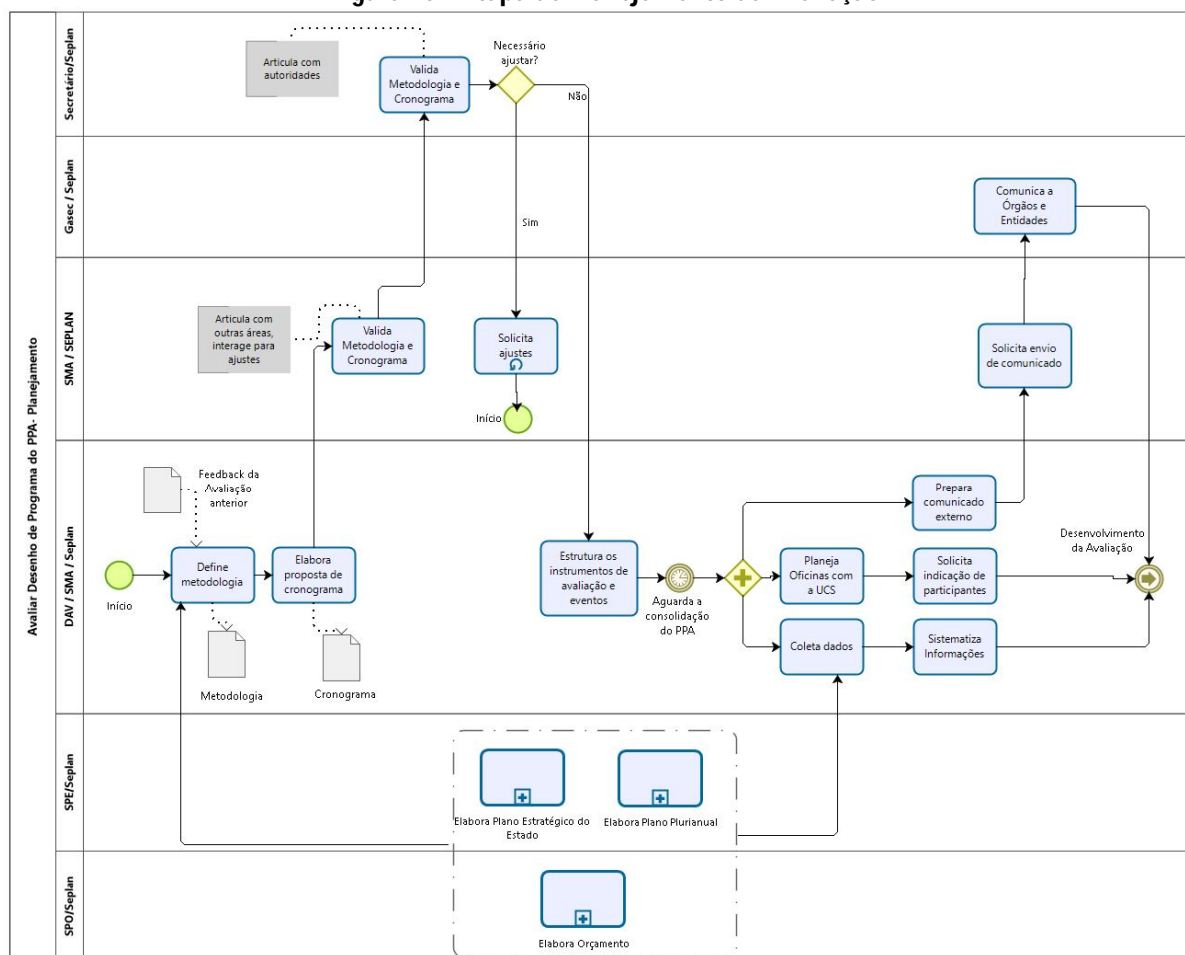 Avaliar Desenho de Programa do PPA- Planejamento
Secretário/Seplan
Articula com
autoridades
Valida
Metodologia e
Cronograma
Necessário
ajustar?
Não
Sim
Gasec / Seplan
Comunica a
Órgãos e
Entidades
SMA / SEPLAN
Articula com
outras áreas,
interage para
ajustes
Valida
Metodologia e
Cronograma
Solicita
ajustes
Início
Solicita envio
de comunicado
DAV / SMA / Seplan
Feedback da
Avaliação
anterior
Início
Define
metodologia
Elabora
proposta de
cronograma
Metodologia
Cronograma
Estrutura os
instrumentos de
avaliação e
eventos
Aguarda a
consolidação
do PPA
Prepara
comunicado
externo
Planeja
Oficinas com
a UCS
Solicita
indicação de
participantes
Coleta dados
Sistematiza
Informações
Desenvolvimento
da Avaliação
SPE/Seplan
Elabora Plano Estratégico do
Estado
Elabora Plano Plurianual
SPO/Seplan
Elabora Orçamento